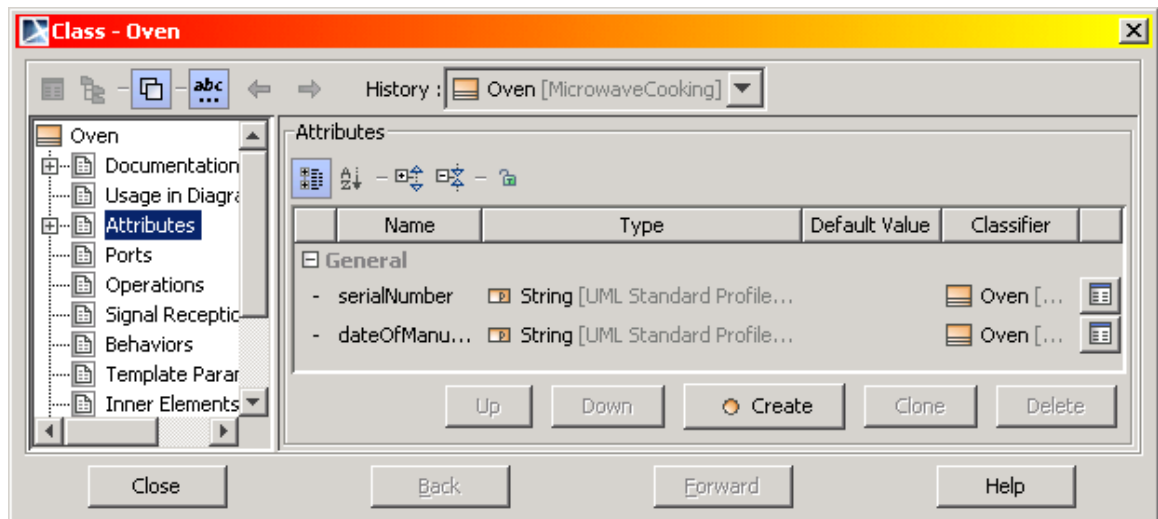 Class - Oven
abc
History : Oven [MicrowaveCooking]
Oven
Documentation
Usage in Diagra
Attributes
Ports
Operations
Signal Receptic
Behaviors
Template Parar
Inner Elements
Attributes
Name Type Default Value Classifier
General
- serialNumber String [UML Standard Profile... Oven [...
- dateOfManu... String [UML Standard Profile... Oven [...
Up Down Create Clone Delete
Close Back Forward Help